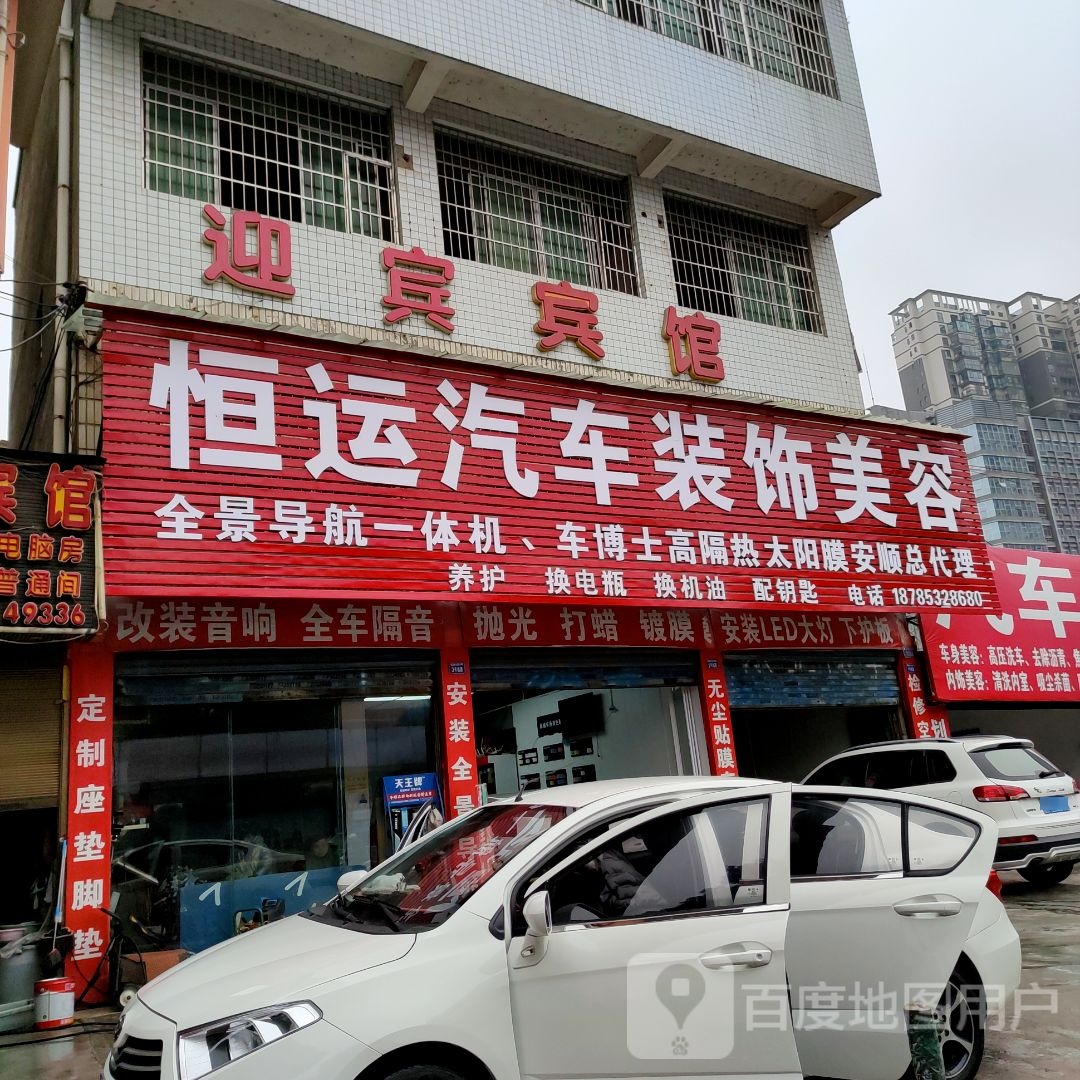 迎宾宾馆
恒运汽车装饰美容
全景导航一体机、车博士高隔热太阳膜安顺总代理
养护 换电瓶 换机油 配钥匙 电话 18785328680
改装音响 全车隔音 抛光 打蜡 镀膜 安装LED大灯 下护板
定制座垫脚垫
安装全景
无尘贴膜
检修空
划
天王牌
宾馆
电脑房
普通间
49336
汽车
车身美容：高压洗车、去除沥青、
内饰美容：清洗内室、吸尘杀菌、
百度地图用户